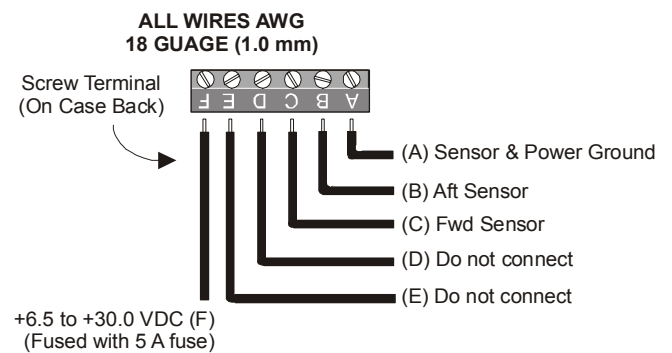 ALL WIRES AWG
18 GUAGE (1.0 mm)
Screw Terminal
(On Case Back)
F E D C B A
(A) Sensor & Power Ground
(B) Aft Sensor
(C) Fwd Sensor
(D) Do not connect
(E) Do not connect
+6.5 to +30.0 VDC (F)
(Fused with 5 A fuse)